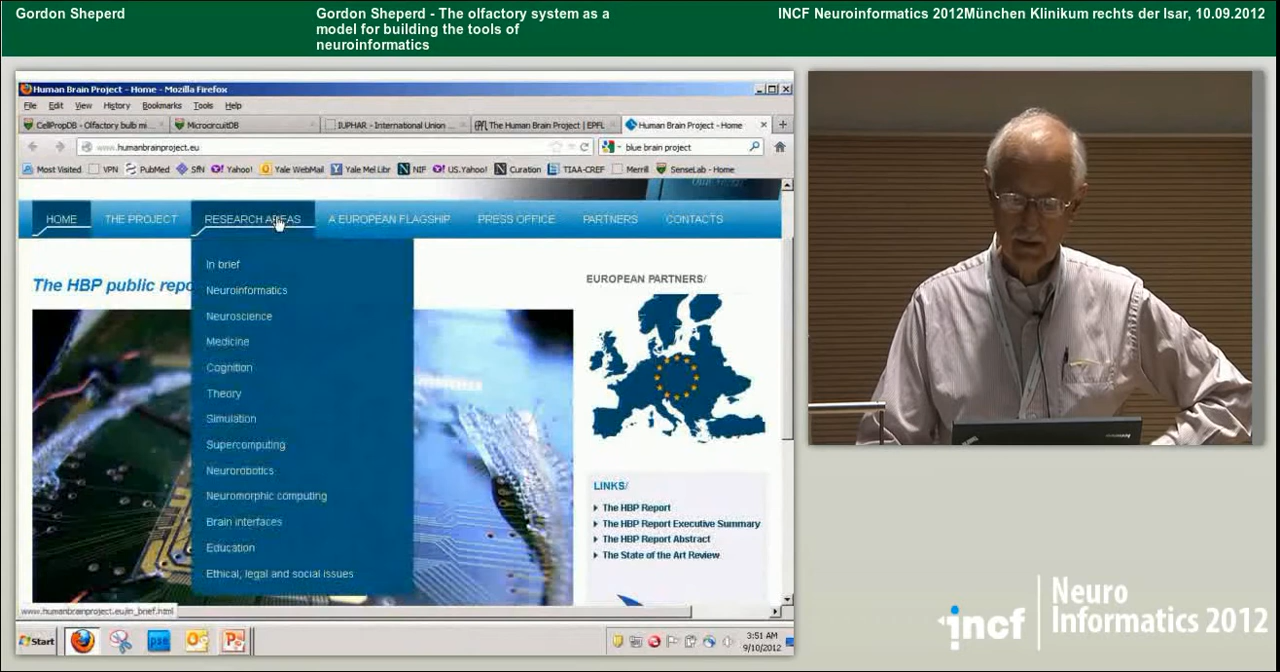 Gordon Sheperd
Gordon Sheperd - The olfactory system as a
model for building the tools of
neuroinformatics
INCF Neuroinformatics 2012München Klinikum rechts der Isar, 10.09.2012
Human Brain Project - Home - Mozilla Firefox
File Edit View History Bookmarks Tools Help
CellPropDB - Olfactory bulb mi... MicrocircuitDB IUPHAR - International Union ... The Human Brain Project | EPFL Human Brain Project - Home
www.humanbrainproject.eu blue brain project
Most Visited VPN PubMed SfN Yahoo! Yale WebMail Yale Mel Libr NIF US.Yahoo! Curation TIAA-CREF Merrill SenseLab - Home
HOME THE PROJECT RESEARCH AREAS A EUROPEAN FLAGSHIP PRESS OFFICE PARTNERS CONTACTS
The HBP public repo
In brief
Neuroinformatics
Neuroscience
Medicine
Cognition
Theory
Simulation
Supercomputing
Neurorobotics
Neuromorphic computing
Brain interfaces
Education
Ethical, legal and social issues
EUROPEAN PARTNERS/
LINKS/
The HBP Report
The HBP Report Executive Summary
The HBP Report Abstract
The State of the Art Review
www.humanbrainproject.eu/in_brief.html
Start
3:51 AM
9/10/2012
incf
Neuro
Informatics 2012